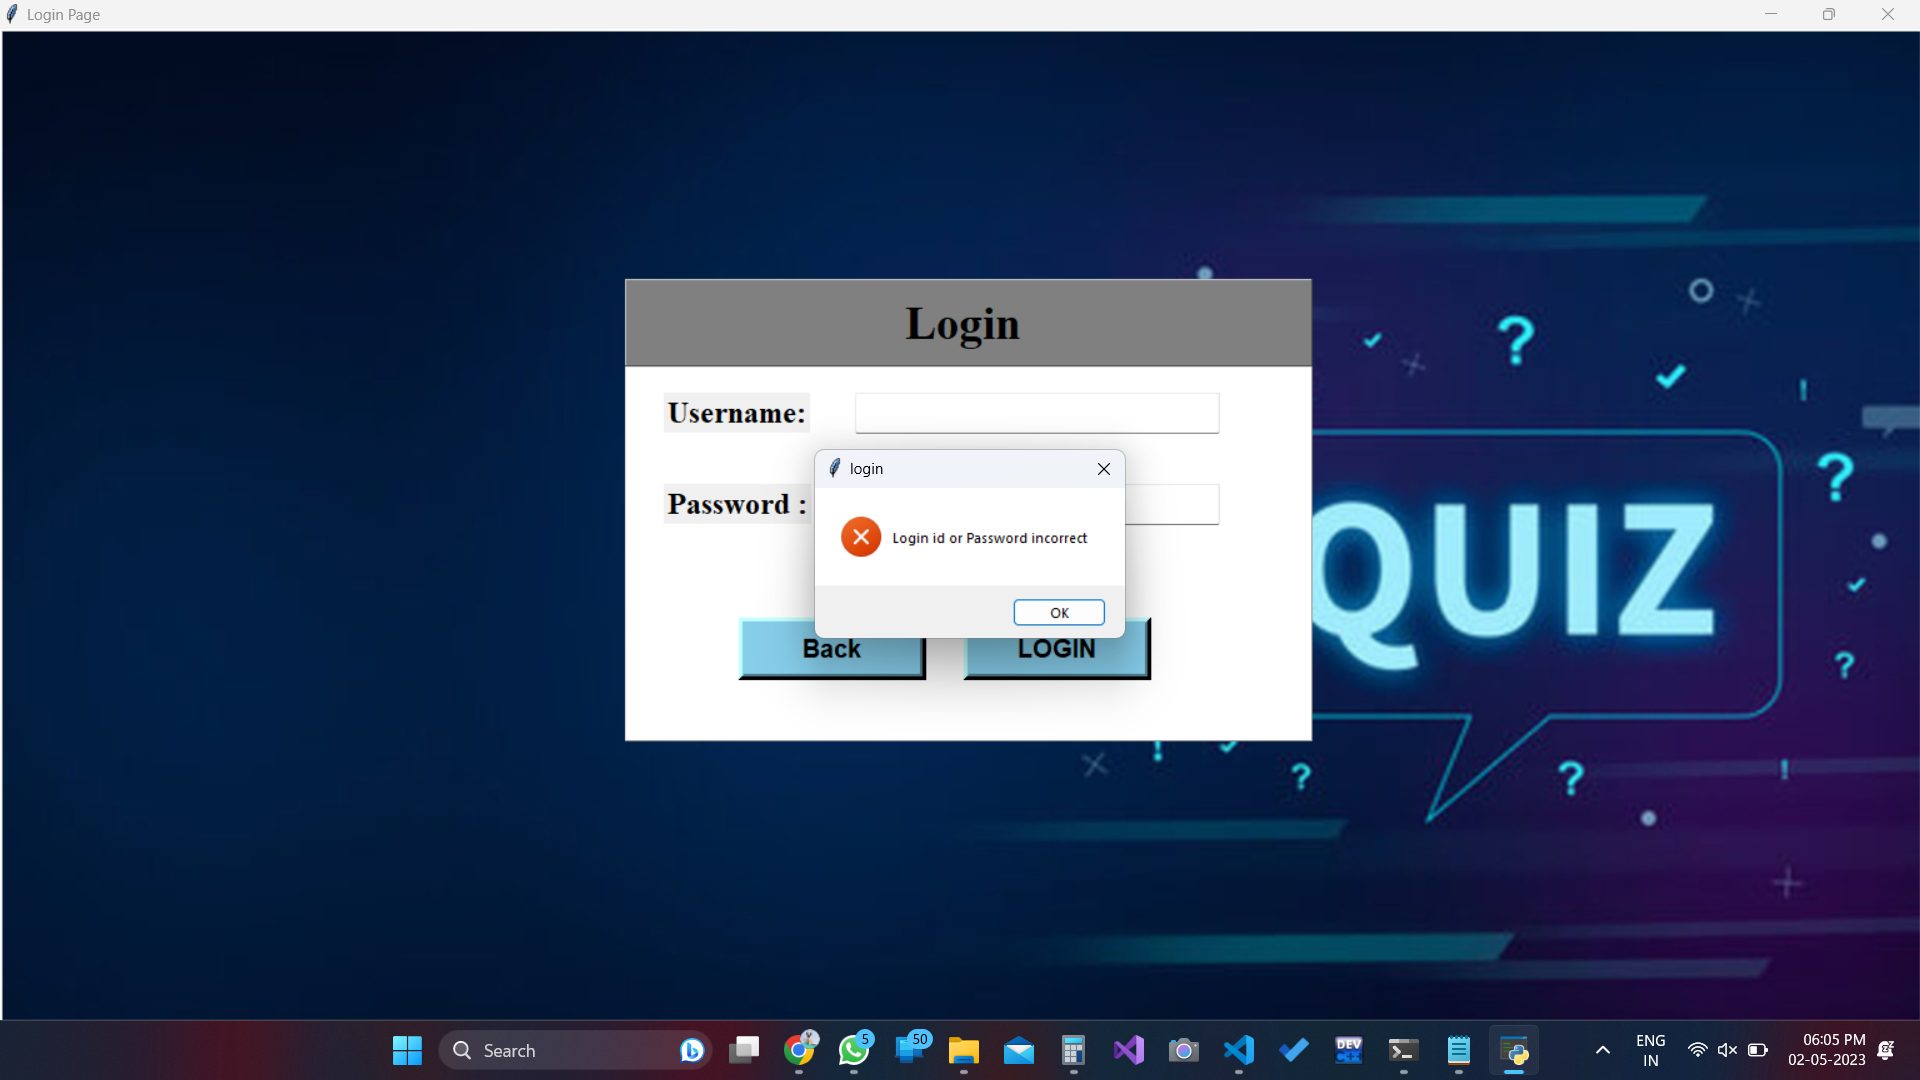 Login Page
Login
Username:
login
Password :
Login id or Password incorrect
OK
Back
LOGIN
QUIZ
Search
5
50
DEV
C++
ENG
IN
06:05 PM
02-05-2023